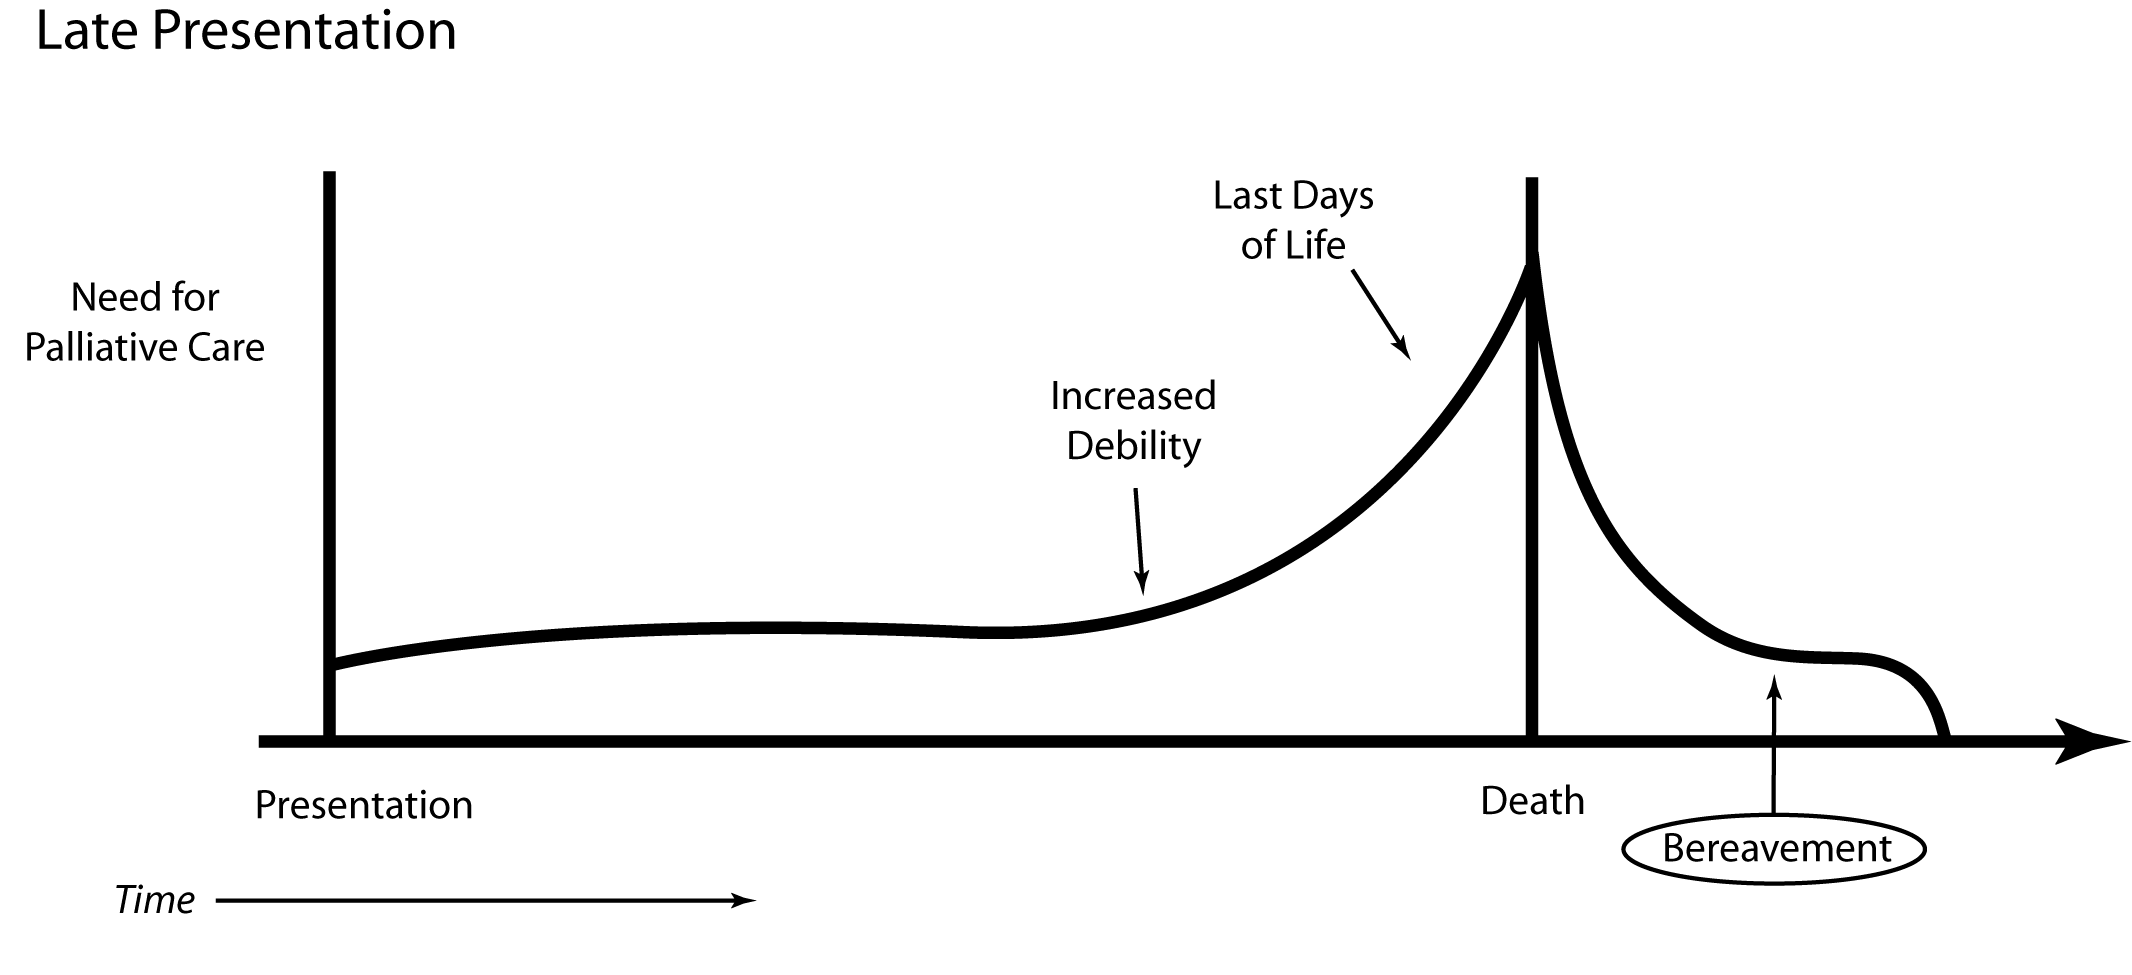 Late Presentation
Need for
Palliative Care
Last Days
of Life
Increased
Debility
Presentation
Death
Bereavement
Time